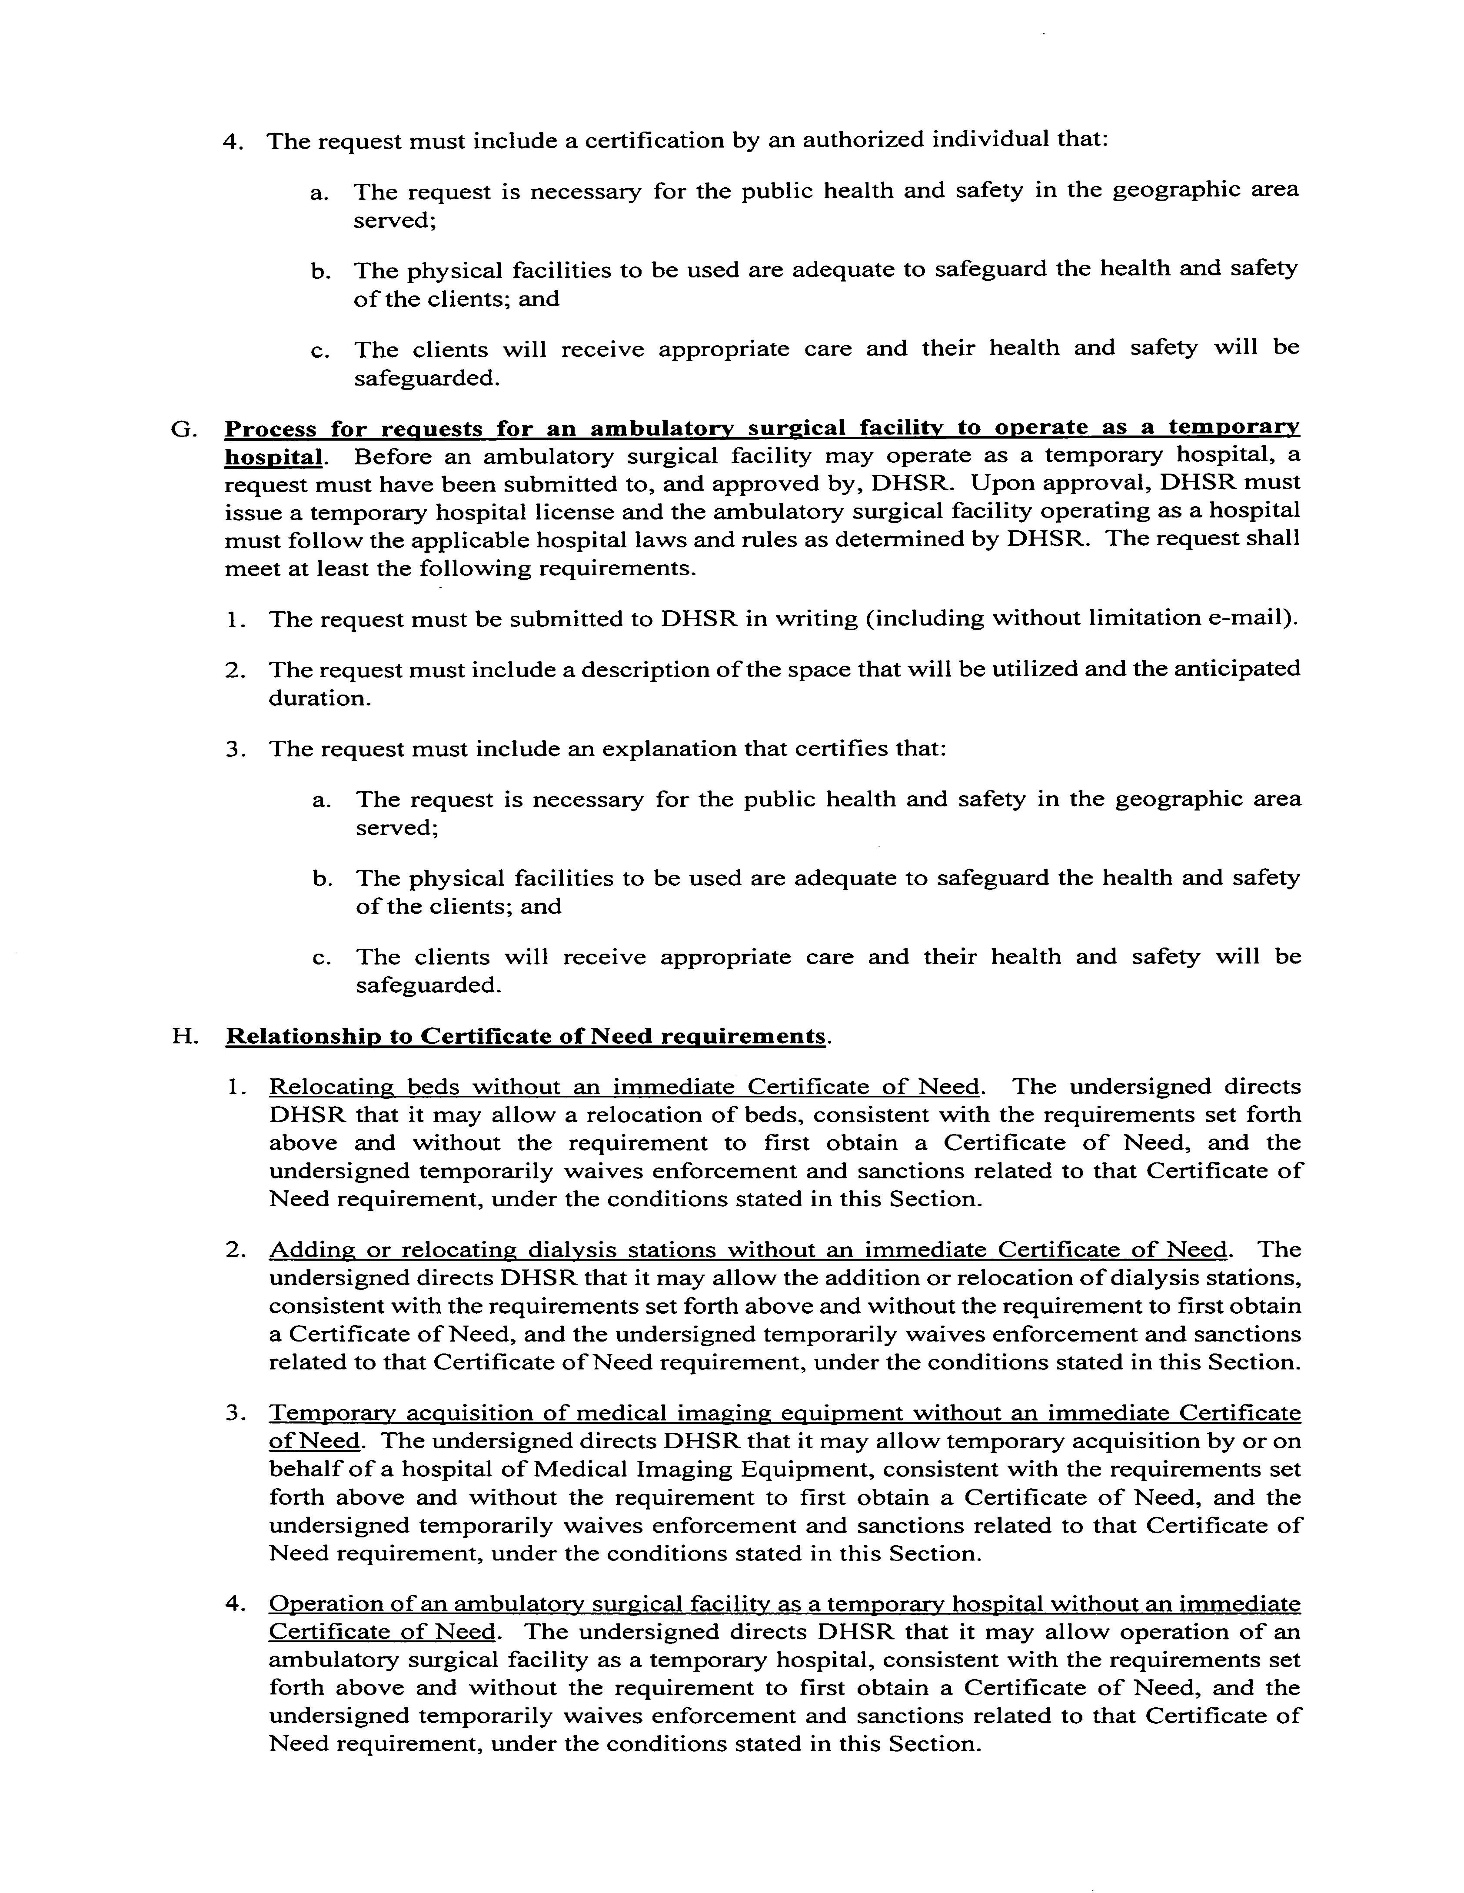 4. The request must include a certification by an authorized individual that:
a. The request is necessary for the public health and safety in the geographic area
served;
b. The physical facilities to be used are adequate to safeguard the health and safety
of the clients; and
c. The clients will receive appropriate care and their health and safety will be
safeguarded.
G. Process for requests for an ambulatory surgical facility to operate as a temporary
hospital. Before an ambulatory surgical facility may operate as a temporary hospital, a
request must have been submitted to, and approved by, DHSR. Upon approval, DHSR must
issue a temporary hospital license and the ambulatory surgical facility operating as a hospital
must follow the applicable hospital laws and rules as determined by DHSR. The request shall
meet at least the following requirements.
1. The request must be submitted to DHSR in writing (including without limitation e-mail).
2. The request must include a description of the space that will be utilized and the anticipated
duration.
3. The request must include an explanation that certifies that:
a. The request is necessary for the public health and safety in the geographic area
served;
b. The physical facilities to be used are adequate to safeguard the health and safety
of the clients; and
c. The clients will receive appropriate care and their health and safety will be
safeguarded.
H. Relationship to Certificate of Need requirements.
1. Relocating beds without an immediate Certificate of Need. The undersigned directs
DHSR that it may allow a relocation of beds, consistent with the requirements set forth
above and without the requirement to first obtain a Certificate of Need, and the
undersigned temporarily waives enforcement and sanctions related to that Certificate of
Need requirement, under the conditions stated in this Section.
2. Adding or relocating dialysis stations without an immediate Certificate of Need. The
undersigned directs DHSR that it may allow the addition or relocation of dialysis stations,
consistent with the requirements set forth above and without the requirement to first obtain
a Certificate of Need, and the undersigned temporarily waives enforcement and sanctions
related to that Certificate of Need requirement, under the conditions stated in this Section.
3. Temporary acquisition of medical imaging equipment without an immediate Certificate
of Need. The undersigned directs DHSR that it may allow temporary acquisition by or on
behalf of a hospital of Medical Imaging Equipment, consistent with the requirements set
forth above and without the requirement to first obtain a Certificate of Need, and the
undersigned temporarily waives enforcement and sanctions related to that Certificate of
Need requirement, under the conditions stated in this Section.
4. Operation of an ambulatory surgical facility as a temporary hospital without an immediate
Certificate of Need. The undersigned directs DHSR that it may allow operation of an
ambulatory surgical facility as a temporary hospital, consistent with the requirements set
forth above and without the requirement to first obtain a Certificate of Need, and the
undersigned temporarily waives enforcement and sanctions related to that Certificate of
Need requirement, under the conditions stated in this Section.